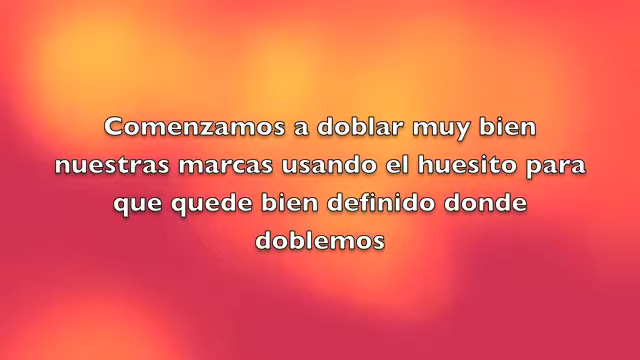 Comenzamos a doblar muy bien
nuestras marcas usando el huesito para
que quede bien definido donde
doblemos